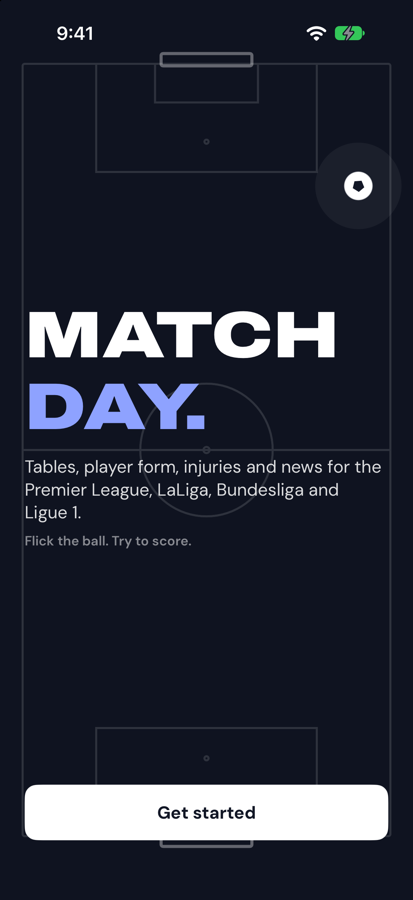 9:41
MATCH
DAY.
Tables, player form, injuries and news for the
Premier League, LaLiga, Bundesliga and
Ligue 1.
Flick the ball. Try to score.
Get started